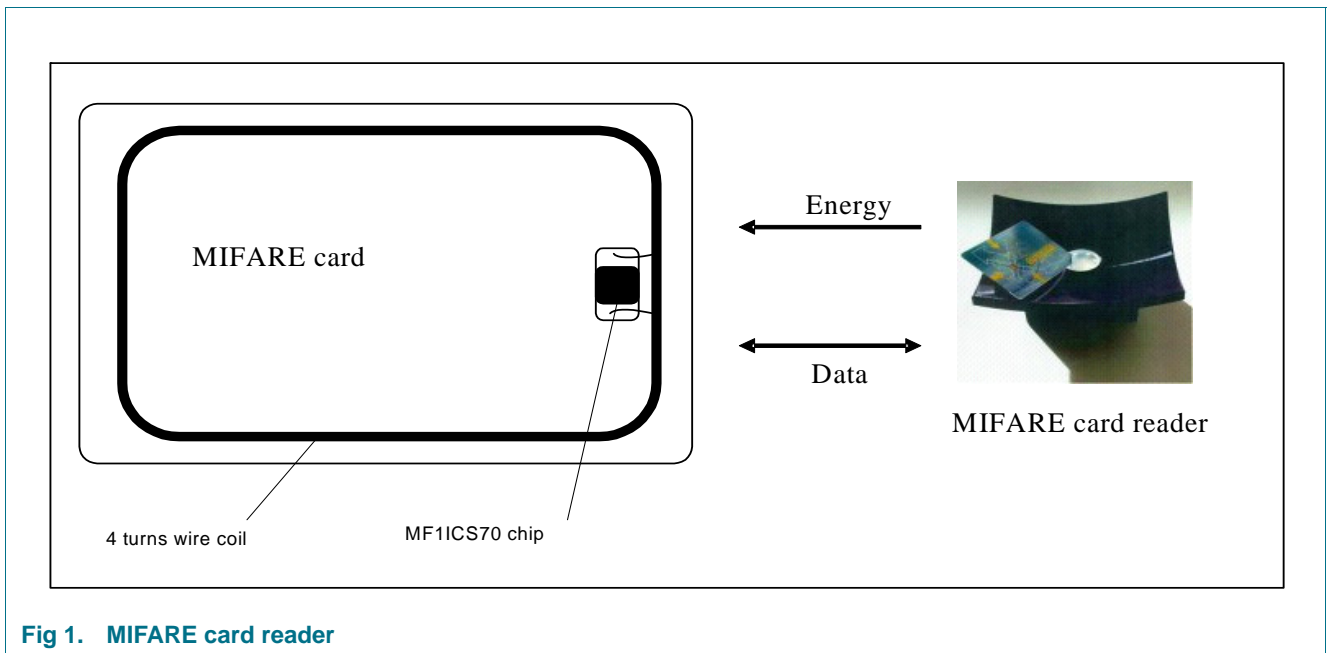 MIFARE card
Energy
Data
MIFARE card reader
4 turns wire coil
MF1ICS70 chip
Fig 1. MIFARE card reader